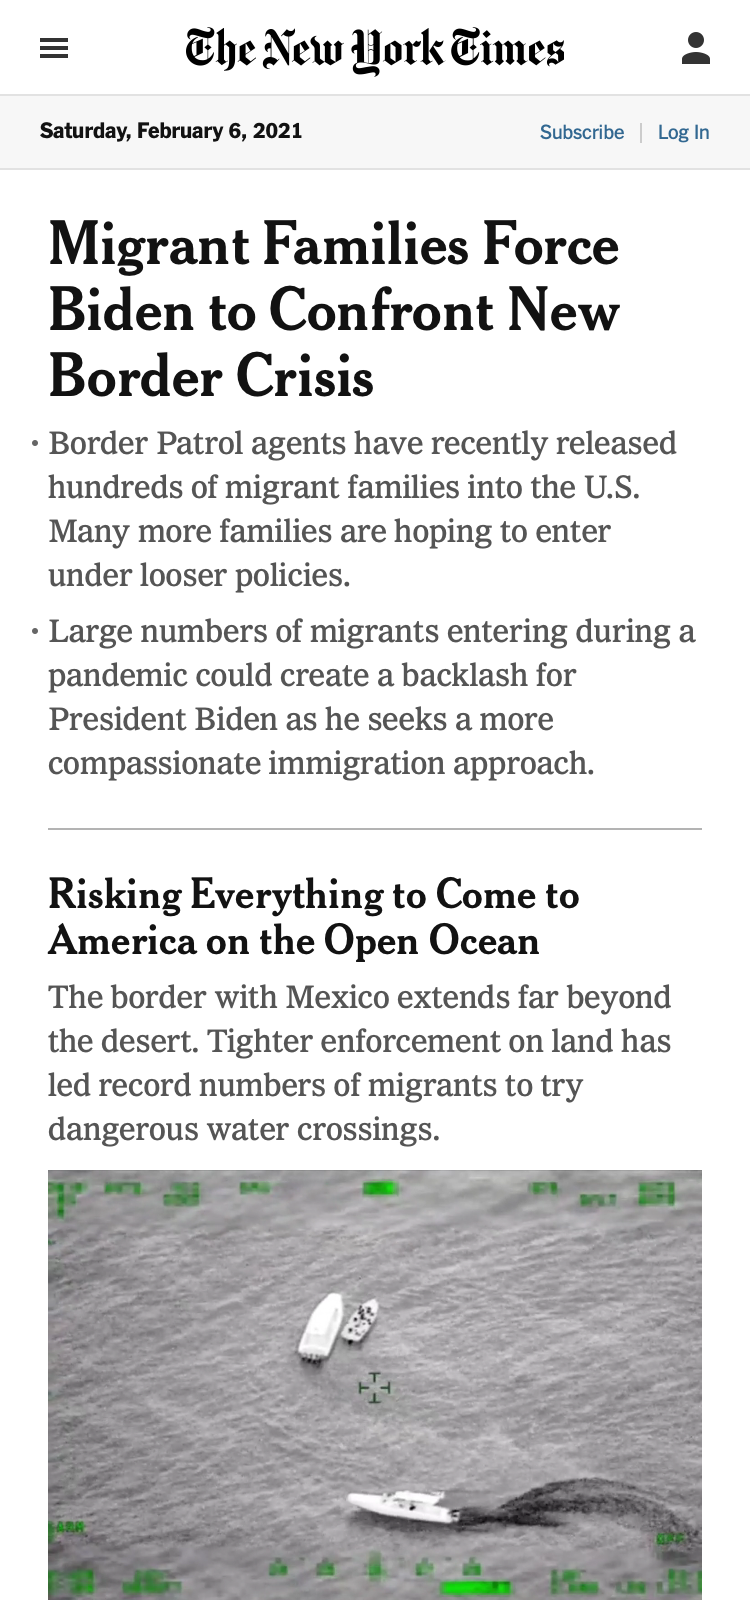 The New York Times
Saturday, February 6, 2021
Subscribe | Log In
Migrant Families Force
Biden to Confront New
Border Crisis
• Border Patrol agents have recently released
hundreds of migrant families into the U.S.
Many more families are hoping to enter
under looser policies.
• Large numbers of migrants entering during a
pandemic could create a backlash for
President Biden as he seeks a more
compassionate immigration approach.
Risking Everything to Come to
America on the Open Ocean
The border with Mexico extends far beyond
the desert. Tighter enforcement on land has
led record numbers of migrants to try
dangerous water crossings.